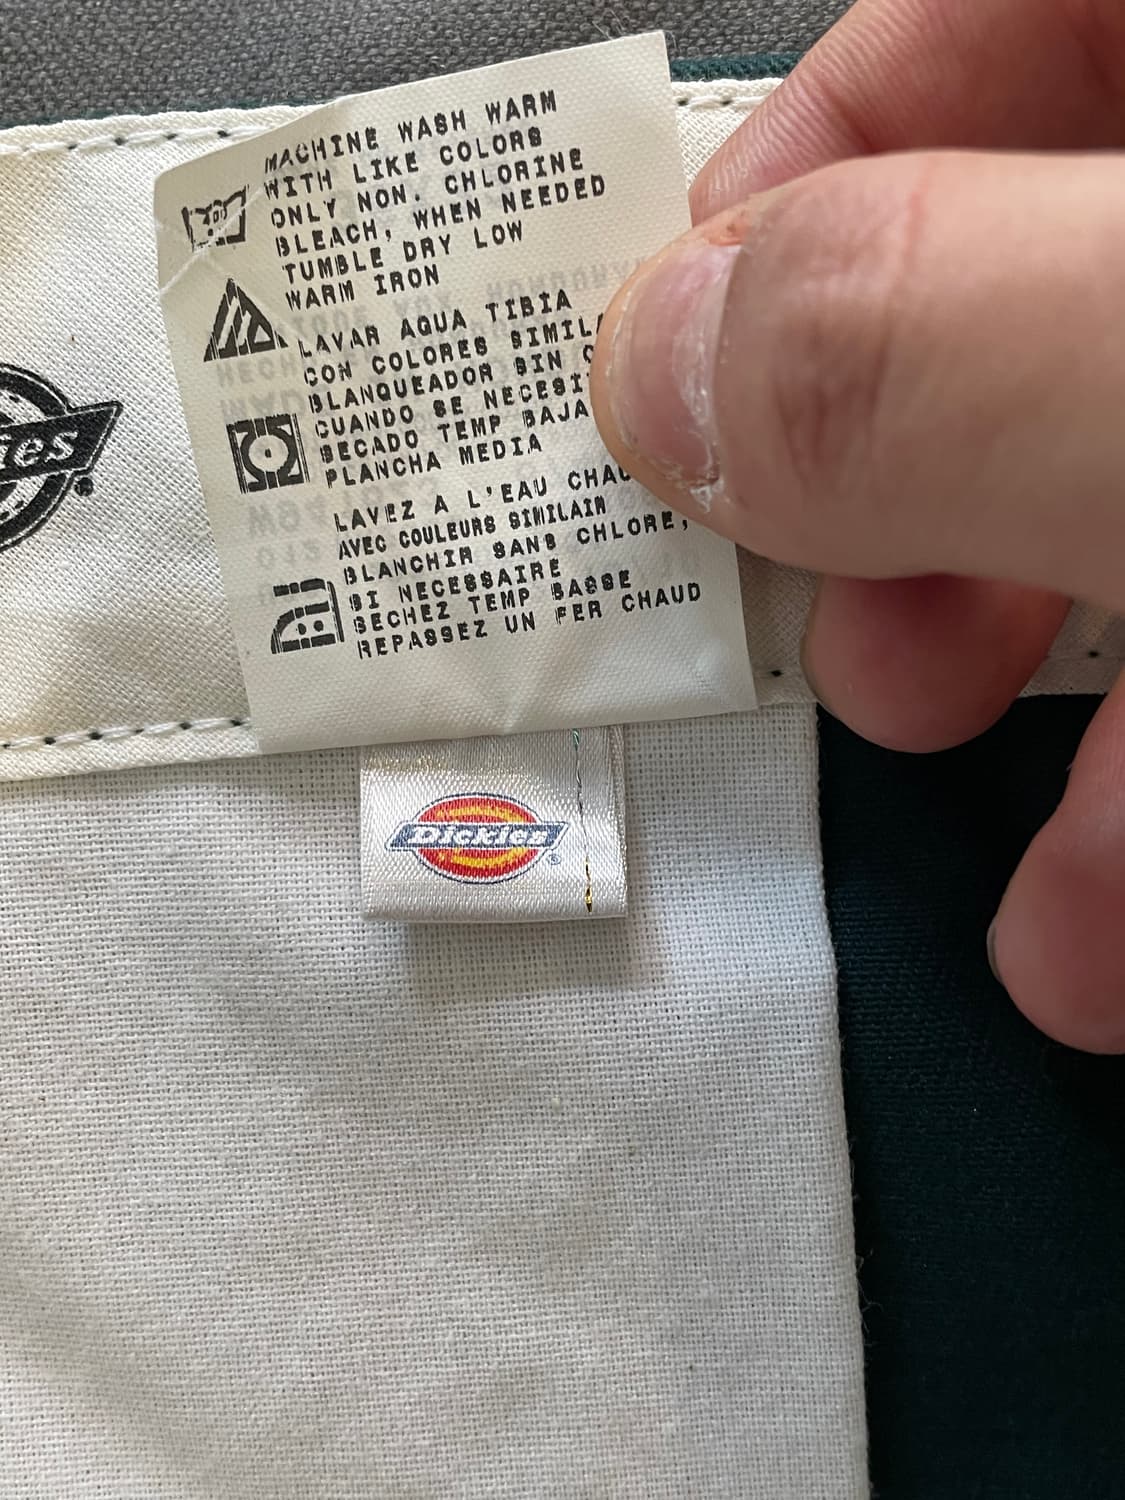 MACHINE WASH WARM
WITH LIKE COLORS
ONLY NON. CHLORINE
BLEACH, WHEN NEEDED
TUMBLE DRY LOW
WARM IRON
LAVAR AGUA TIBIA
CON COLORES SIMILA
BLANQUEADOR SIN C
CUANDO SE NECESI
SECADO TEMP BAJA
PLANCHA MEDIA
LAVEZ A L'EAU CHAU
AVEC COULEURS SIMILAIR
BLANCHIR SANS CHLORE,
SI NECESSAIRE
SECHEZ TEMP BASSE
REPASSEZ UN FER CHAUD
ies®
Dickies®